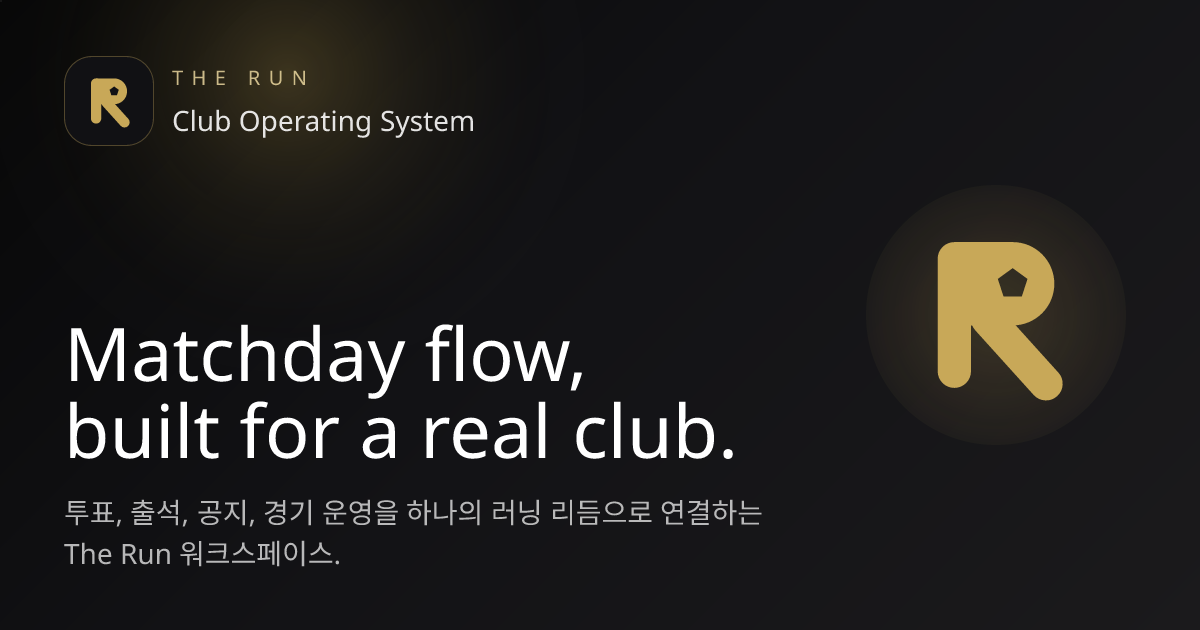 THE RUN
Club Operating System
Matchday flow,
built for a real club.
투표, 출석, 공지, 경기 운영을 하나의 러닝 리듬으로 연결하는
The Run 워크스페이스.